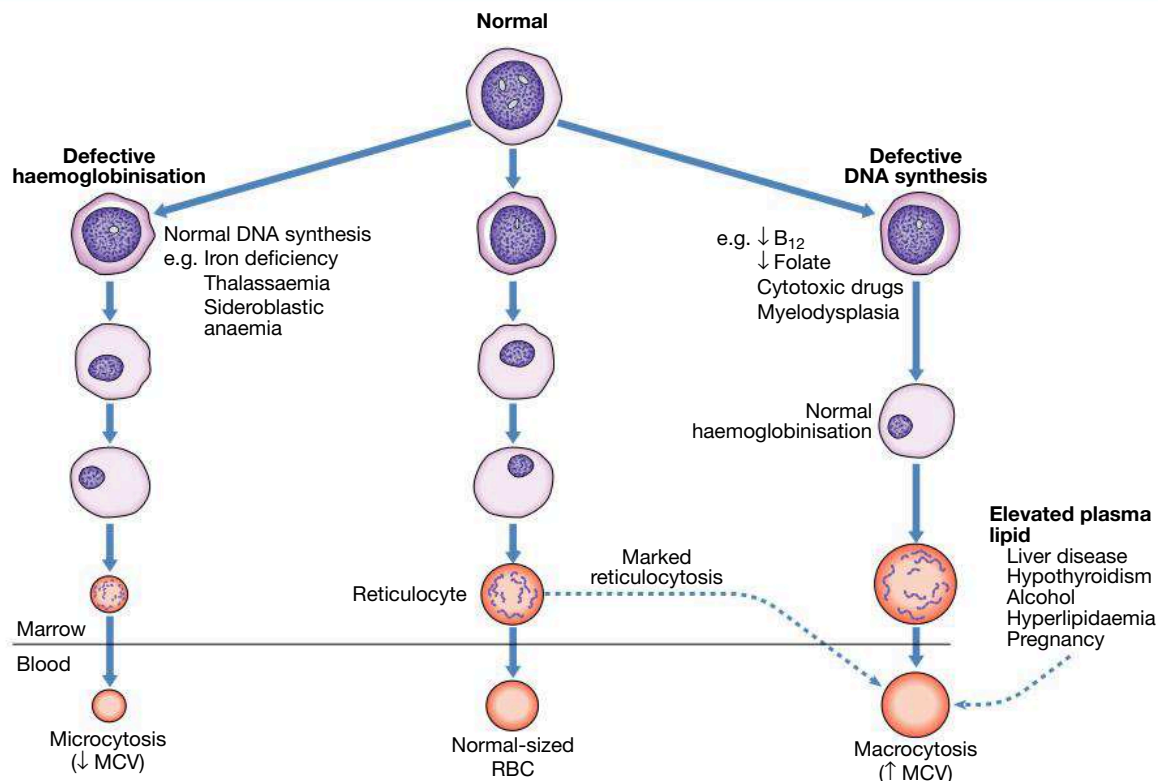 Normal
Defective
haemoglobinisation
Normal DNA synthesis
e.g. Iron deficiency
Thalassaemia
Sideroblastic
anaemia
Defective
DNA synthesis
e.g. ↓ B₁₂
↓ Folate
Cytotoxic drugs
Myelodysplasia
Normal
haemoglobinisation
Elevated plasma
lipid
Liver disease
Hypothyroidism
Alcohol
Hyperlipidaemia
Pregnancy
Marked
reticulocytosis
Reticulocyte
Marrow
Blood
Microcytosis
(↓ MCV)
Normal-sized
RBC
Macrocytosis
(↑ MCV)